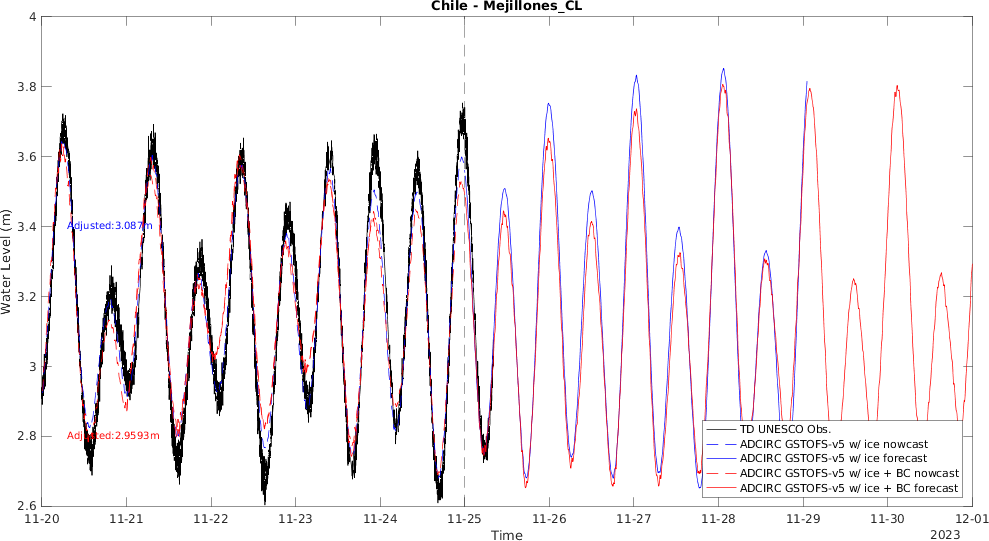 Chile - Mejillones_CL
4
3.8
3.6
3.4
3.2
3
2.8
2.6
Water Level (m)
Adjusted:3.087m
Adjusted:2.9593m
TD UNESCO Obs.
ADCIRC GSTOFS-v5 w/ ice nowcast
ADCIRC GSTOFS-v5 w/ ice forecast
ADCIRC GSTOFS-v5 w/ ice + BC nowcast
ADCIRC GSTOFS-v5 w/ ice + BC forecast
11-20 11-21 11-22 11-23 11-24 11-25 11-26 11-27 11-28 11-29 11-30 12-01
Time
2023